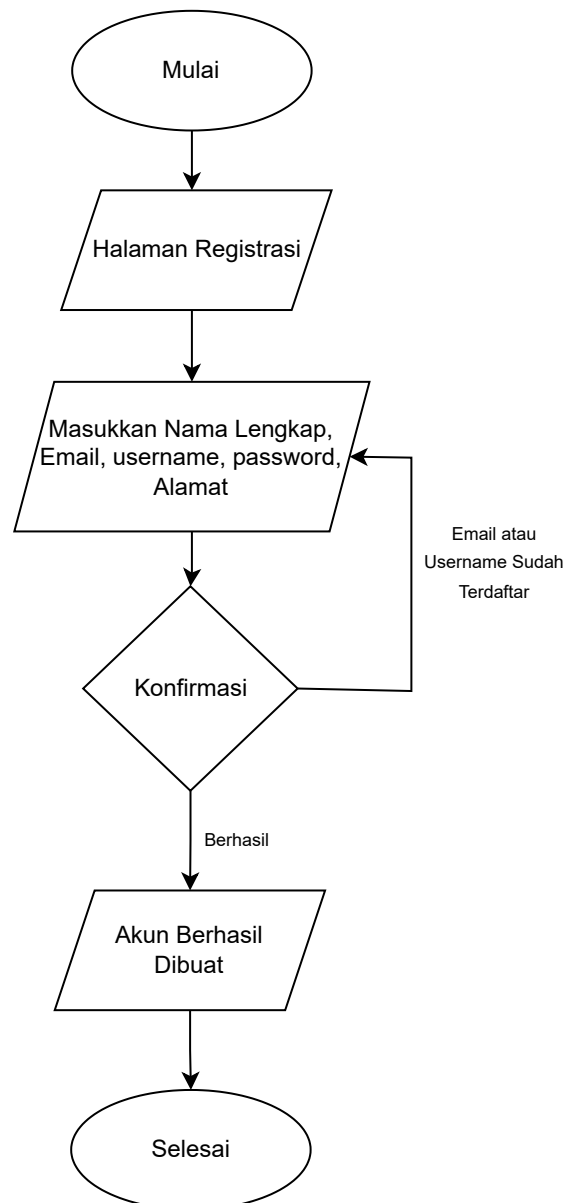 Mulai
Halaman Registrasi
Masukkan Nama Lengkap,
Email, username, password,
Alamat
Email atau
Username Sudah
Terdaftar
Konfirmasi
Berhasil
Akun Berhasil
Dibuat
Selesai